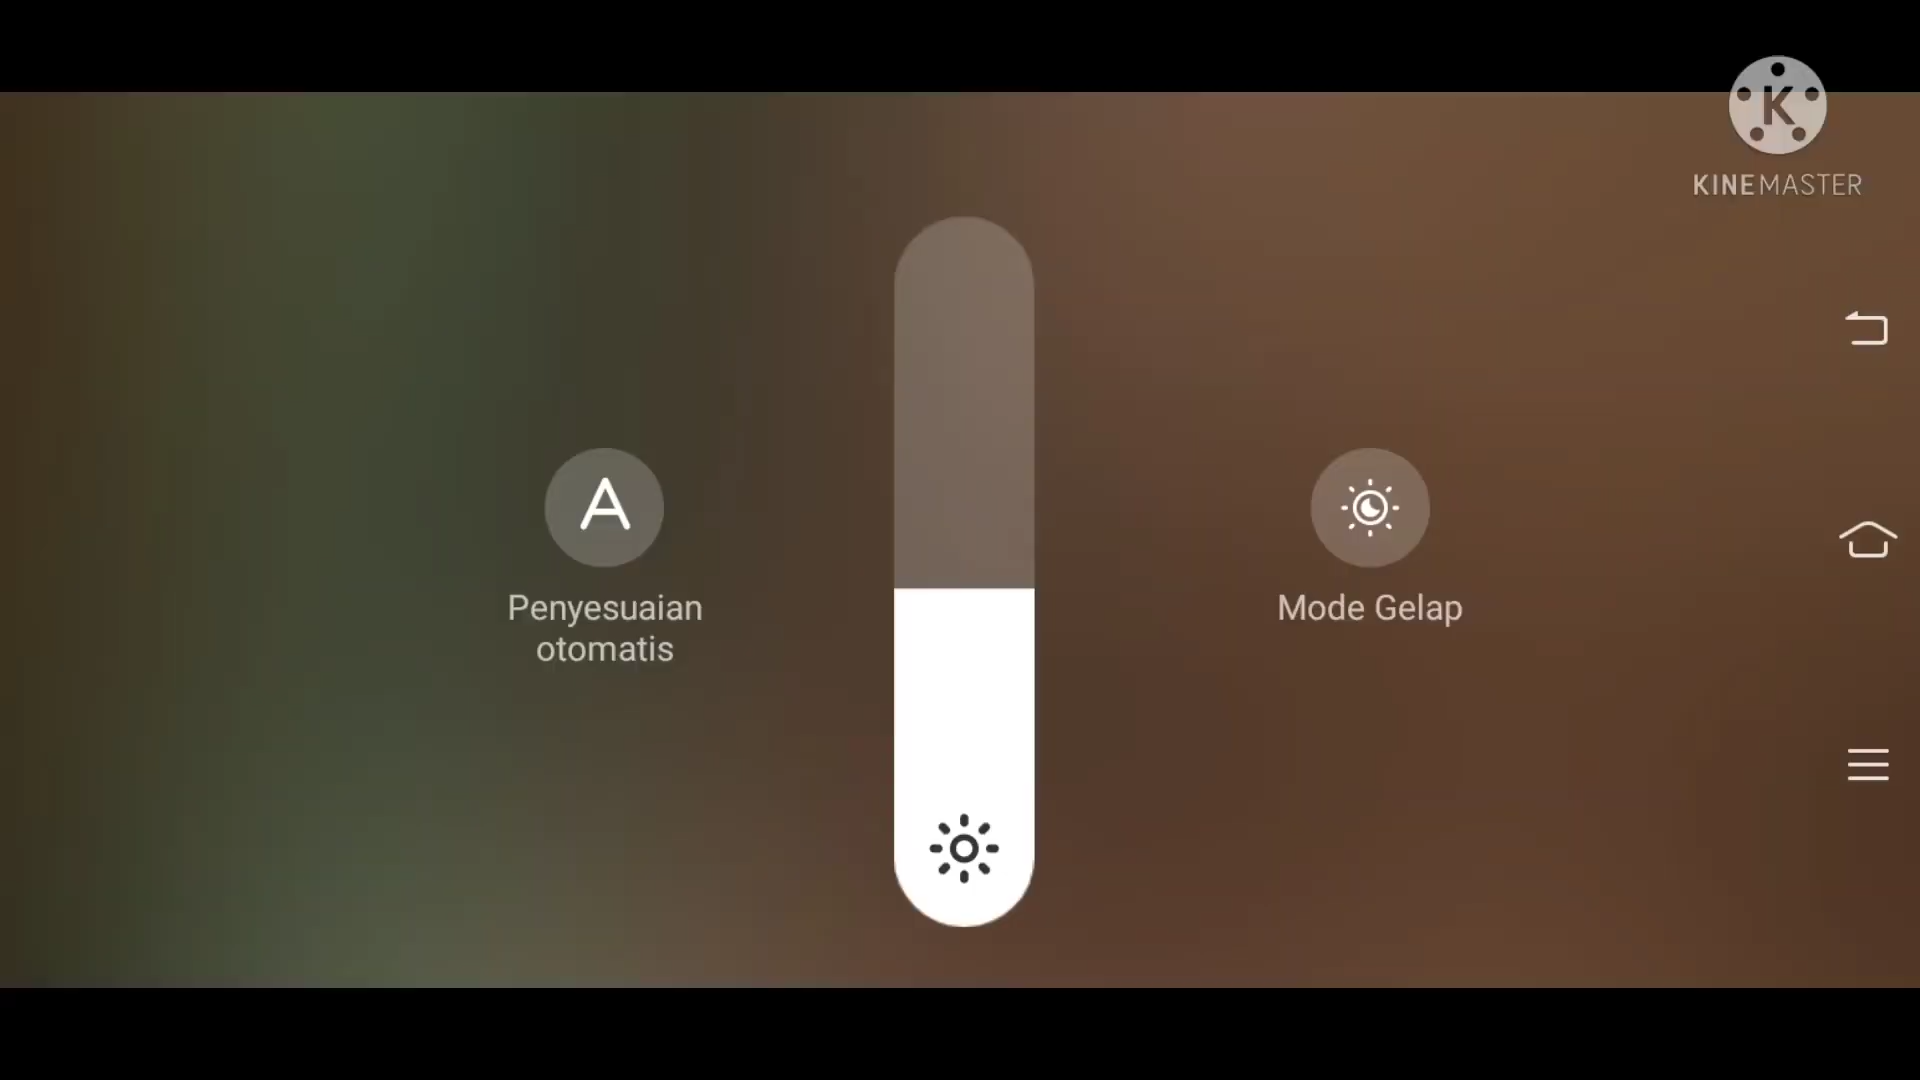 K
KINEMASTER
A
Penyesuaian
otomatis
Mode Gelap